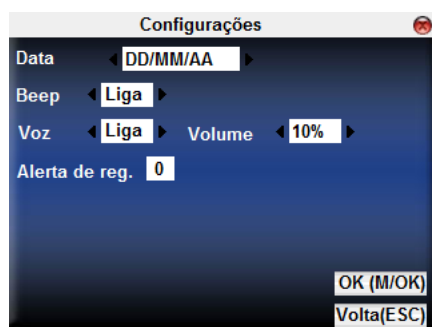 Configurações
Data DD/MM/AA
Beep Liga
Voz Liga Volume 10%
Alerta de reg. 0
OK (M/OK)
Volta(ESC)